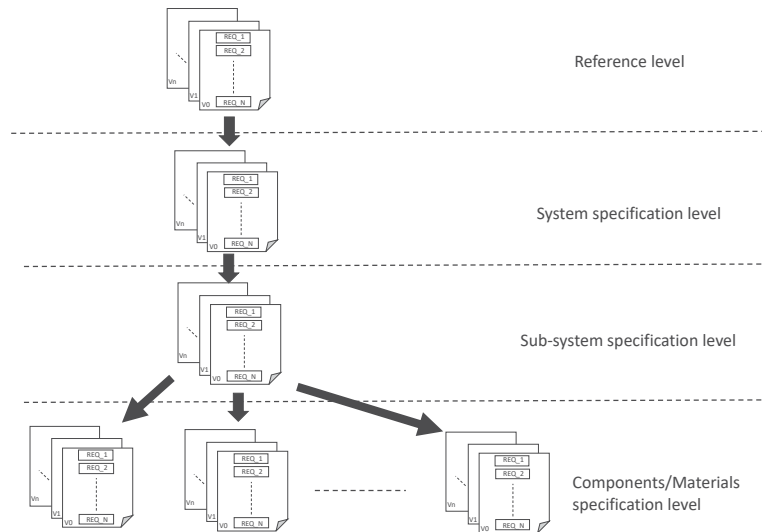 REQ_1
REQ_2
REQ_N
Vn
V1
V0
Reference level
REQ_1
REQ_2
REQ_N
Vn
V1
V0
System specification level
REQ_1
REQ_2
REQ_N
Vn
V1
V0
Sub-system specification level
REQ_1
REQ_2
REQ_N
Vn
V1
V0
REQ_1
REQ_2
REQ_N
Vn
V1
V0
REQ_1
REQ_2
REQ_N
Vn
V1
V0
Components/Materials
specification level